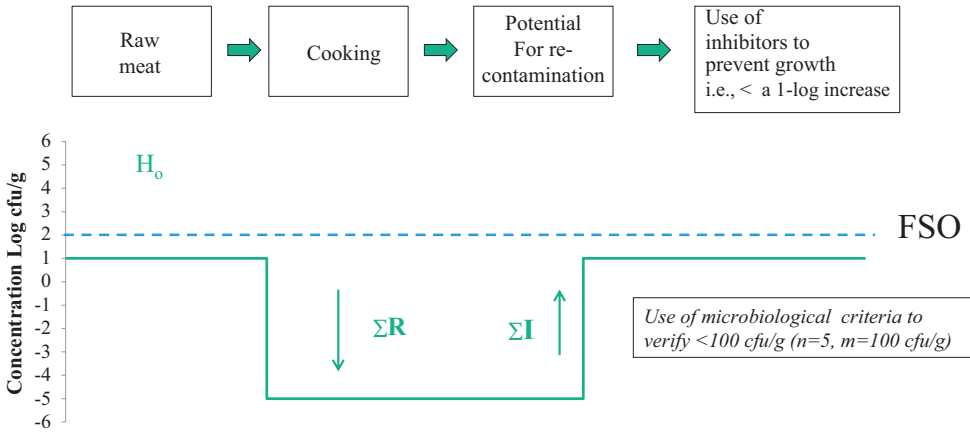 Raw
meat
Cooking
Potential
For re-
contamination
Use of
inhibitors to
prevent growth
i.e., < a 1-log increase
Concentration Log cfu/g
6
5
4
3
2
1
0
-1
-2
-3
-4
-5
-6
H₀
FSO
ΣR
ΣI
Use of microbiological criteria to
verify <100 cfu/g (n=5, m=100 cfu/g)